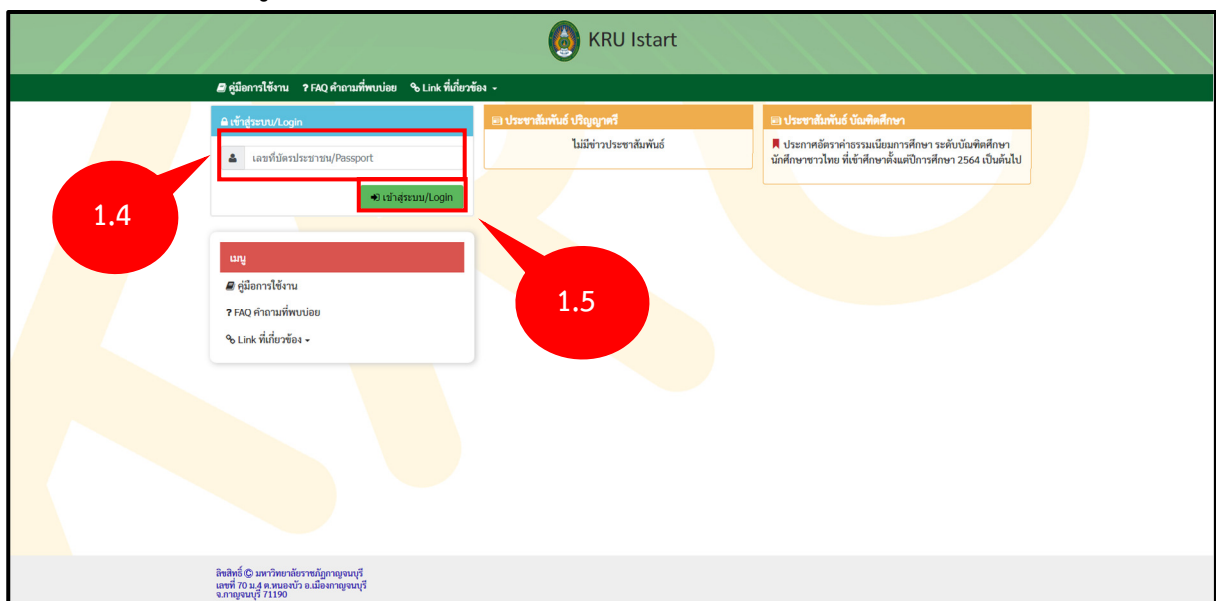 KRU Istart
คู่มือการใช้งาน ? FAQ คำถามที่พบบ่อย Link ที่เกี่ยวข้อง
เข้าสู่ระบบ/Login
เลขที่บัตรประชาชน/Passport
เข้าสู่ระบบ/Login
1.4
1.5
เมนู
คู่มือการใช้งาน
? FAQ คำถามที่พบบ่อย
Link ที่เกี่ยวข้อง
ประชาสัมพันธ์ ปริญญาตรี
ไม่มีข่าวประชาสัมพันธ์
ประชาสัมพันธ์ บัณฑิตศึกษา
ประกาศอัตราค่าธรรมเนียมการศึกษา ระดับบัณฑิตศึกษา
นักศึกษาชาวไทย ที่เข้าศึกษาตั้งแต่ปีการศึกษา 2564 เป็นต้นไป
ลิขสิทธิ์ © มหาวิทยาลัยราชภัฏกาญจนบุรี
เลขที่ 70 ม.4 ต.หนองบัว อ.เมืองกาญจนบุรี
จ.กาญจนบุรี 71190